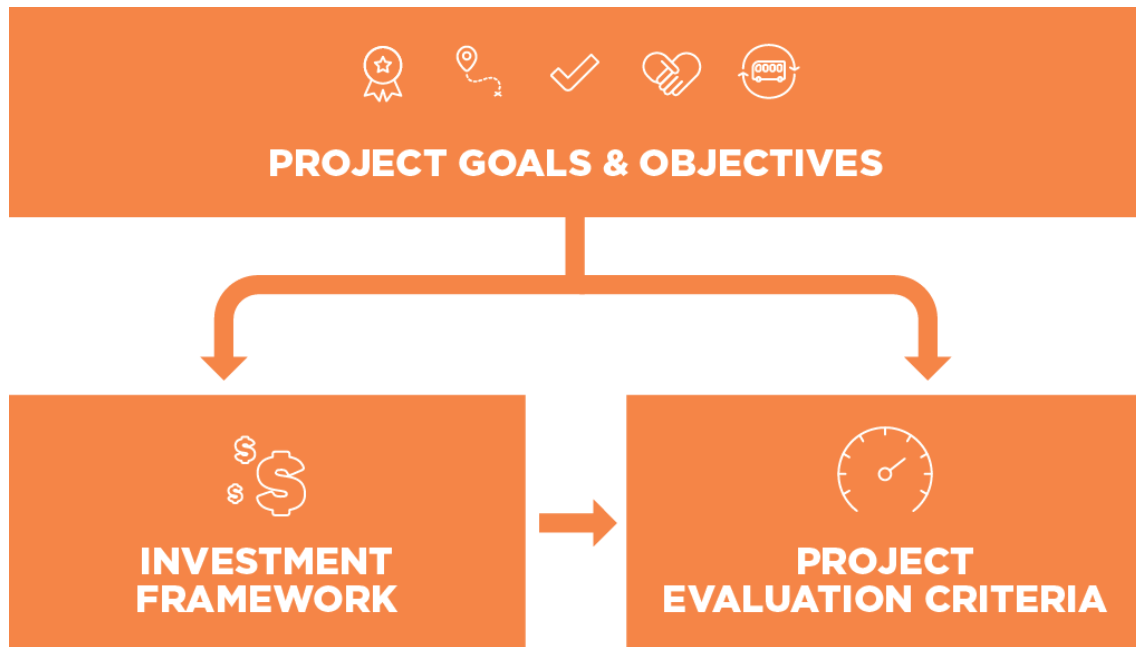 PROJECT GOALS & OBJECTIVES
INVESTMENT
FRAMEWORK
PROJECT
EVALUATION CRITERIA